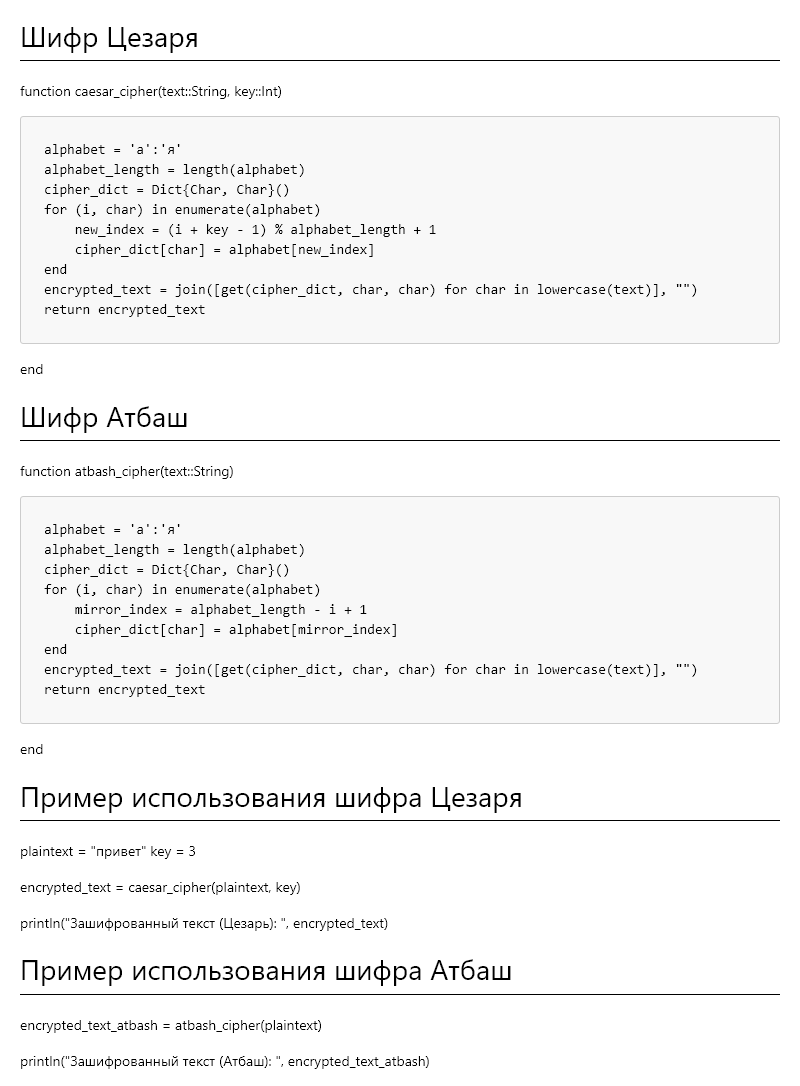 Шифр Цезаря
function caesar_cipher(text::String, key::Int)
alphabet = 'а':'я'
alphabet_length = length(alphabet)
cipher_dict = Dict{Char, Char}()
for (i, char) in enumerate(alphabet)
    new_index = (i + key - 1) % alphabet_length + 1
    cipher_dict[char] = alphabet[new_index]
end
encrypted_text = join([get(cipher_dict, char, char) for char in lowercase(text)], "")
return encrypted_text
end
Шифр Атбаш
function atbash_cipher(text::String)
alphabet = 'а':'я'
alphabet_length = length(alphabet)
cipher_dict = Dict{Char, Char}()
for (i, char) in enumerate(alphabet)
    mirror_index = alphabet_length - i + 1
    cipher_dict[char] = alphabet[mirror_index]
end
encrypted_text = join([get(cipher_dict, char, char) for char in lowercase(text)], "")
return encrypted_text
end
Пример использования шифра Цезаря
plaintext = "привет" key = 3
encrypted_text = caesar_cipher(plaintext, key)
println("Зашифрованный текст (Цезарь): ", encrypted_text)
Пример использования шифра Атбаш
encrypted_text_atbash = atbash_cipher(plaintext)
println("Зашифрованный текст (Атбаш): ", encrypted_text_atbash)